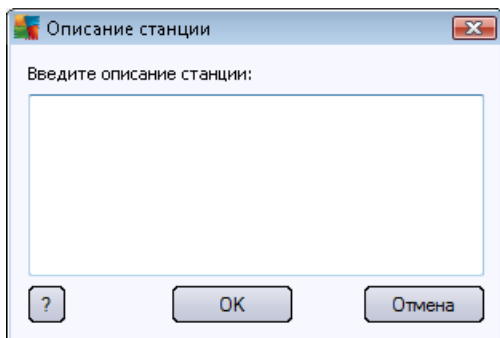 Описание станции
Введите описание станции:
? OK Отмена